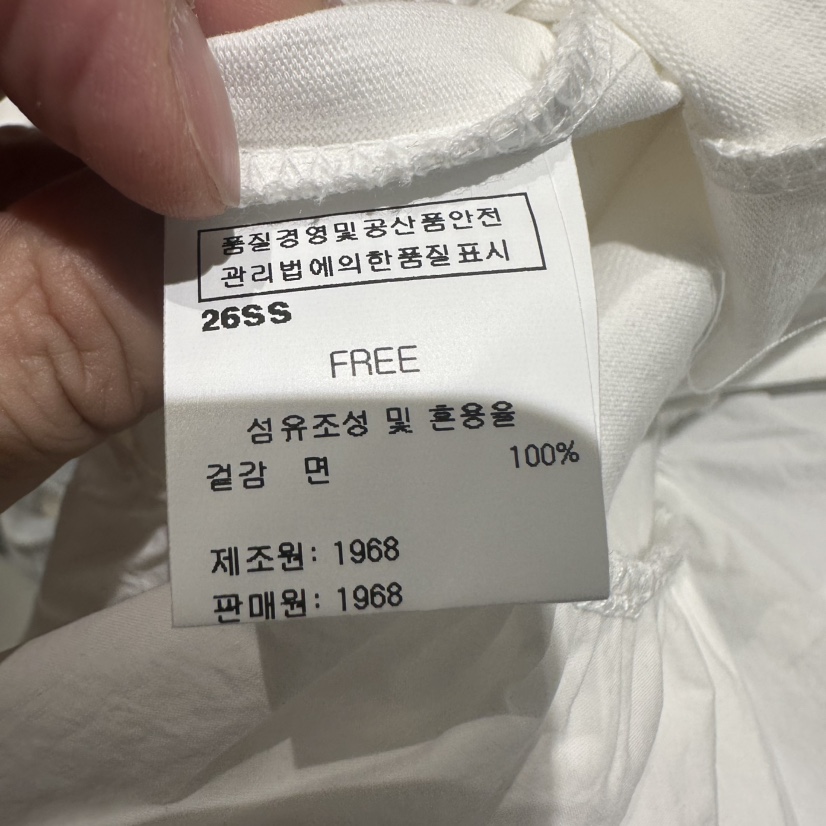 품질경영및공산품안전
관리법에의한품질표시
26SS
FREE
섬유조성 및 혼용율
겉감 면 100%
제조원: 1968
판매원: 1968